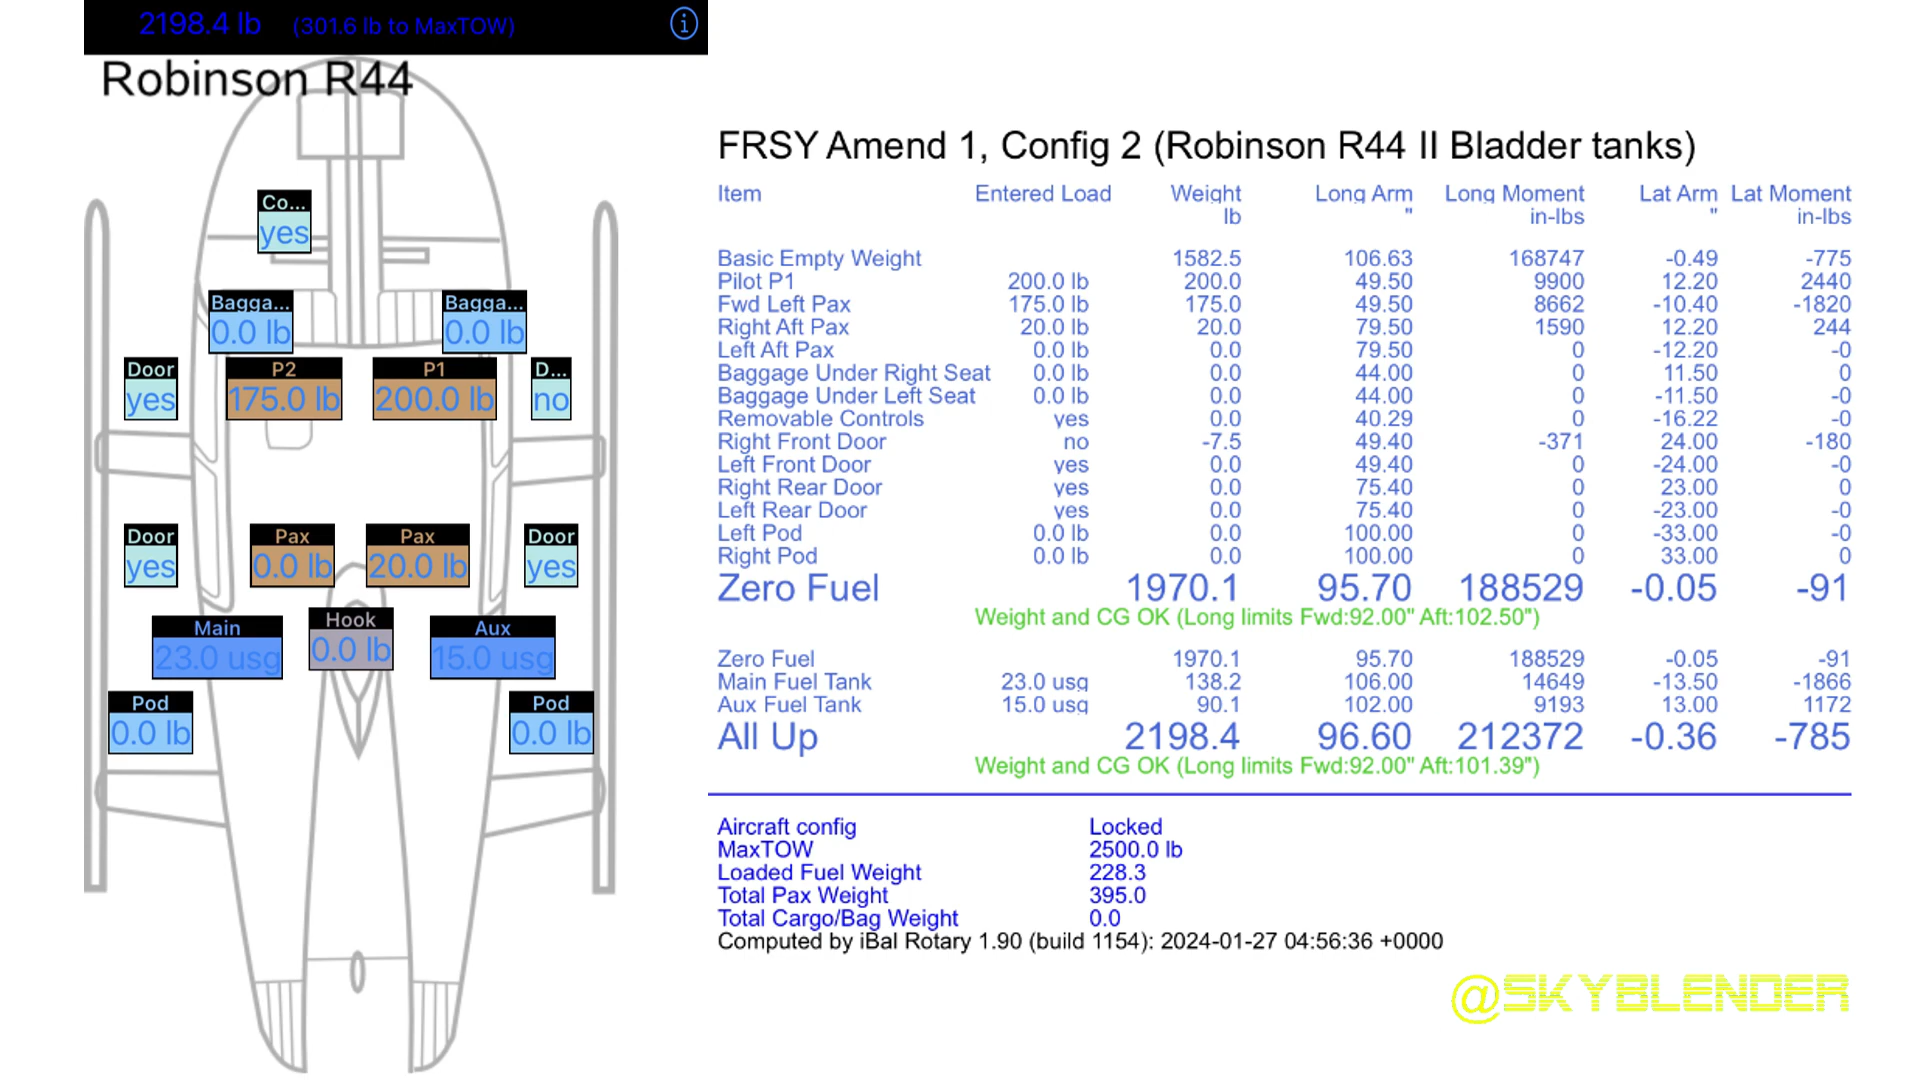 2198.4 lb (301.6 lb to MaxTOW)
Robinson R44
Co...
yes
Bagga... Bagga...
0.0 lb 0.0 lb
Door P2 P1 D...
yes 175.0 lb 200.0 lb no
Door Pax Pax Door
yes 0.0 lb 20.0 lb yes
Main Hook Aux
23.0 usg 0.0 lb 15.0 usg
Pod Pod
0.0 lb 0.0 lb
FRSY Amend 1, Config 2 (Robinson R44 II Bladder tanks)
Item Entered Load Weight Long Arm Long Moment Lat Arm Lat Moment
lb " in-lbs " in-lbs
Basic Empty Weight 1582.5 106.63 168747 -0.49 -775
Pilot P1 200.0 lb 200.0 49.50 9900 12.20 2440
Fwd Left Pax 175.0 lb 175.0 49.50 8662 -10.40 -1820
Right Aft Pax 20.0 lb 20.0 79.50 1590 12.20 244
Left Aft Pax 0.0 lb 0.0 79.50 0 -12.20 -0
Baggage Under Right Seat 0.0 lb 0.0 44.00 0 11.50 0
Baggage Under Left Seat 0.0 lb 0.0 44.00 0 -11.50 -0
Removable Controls yes 0.0 40.29 0 -16.22 -0
Right Front Door no -7.5 49.40 -371 24.00 -180
Left Front Door yes 0.0 49.40 0 -24.00 -0
Right Rear Door yes 0.0 75.40 0 23.00 0
Left Rear Door yes 0.0 75.40 0 -23.00 -0
Left Pod 0.0 lb 0.0 100.00 0 -33.00 -0
Right Pod 0.0 lb 0.0 100.00 0 33.00 0
Zero Fuel 1970.1 95.70 188529 -0.05 -91
Weight and CG OK (Long limits Fwd:92.00" Aft:102.50")
Zero Fuel 1970.1 95.70 188529 -0.05 -91
Main Fuel Tank 23.0 usg 138.2 106.00 14649 -13.50 -1866
Aux Fuel Tank 15.0 usg 90.1 102.00 9193 13.00 1172
All Up 2198.4 96.60 212372 -0.36 -785
Weight and CG OK (Long limits Fwd:92.00" Aft:101.39")
Aircraft config Locked
MaxTOW 2500.0 lb
Loaded Fuel Weight 228.3
Total Pax Weight 395.0
Total Cargo/Bag Weight 0.0
Computed by iBal Rotary 1.90 (build 1154): 2024-01-27 04:56:36 +0000
@SKYBLENDER